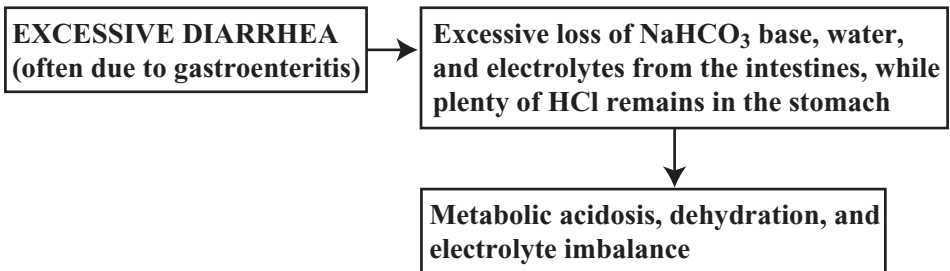 EXCESSIVE DIARRHEA
(often due to gastroenteritis)
Excessive loss of NaHCO₃ base, water,
and electrolytes from the intestines, while
plenty of HCl remains in the stomach
Metabolic acidosis, dehydration, and
electrolyte imbalance